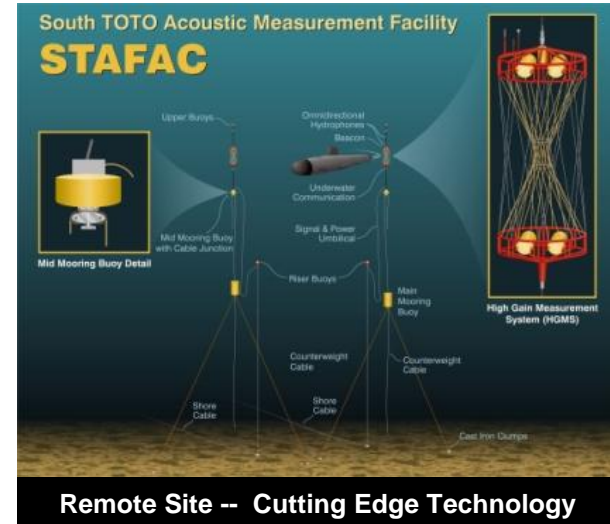 South TOTO Acoustic Measurement Facility
STAFAC
Upper Buoys
Omnidirectional
Hydrophones
Beacon
Underwater
Communication
Mid Mooring Buoy
with Cable Junction
Signal & Power
Umbilical
Mid Mooring Buoy Detail
Riser Buoys
Main
Mooring
Buoy
High Gain Measurement
System (HGMS)
Counterweight
Cable
Counterweight
Cable
Shore
Cable
Shore
Cable
Cast Iron Clumps
Remote Site -- Cutting Edge Technology